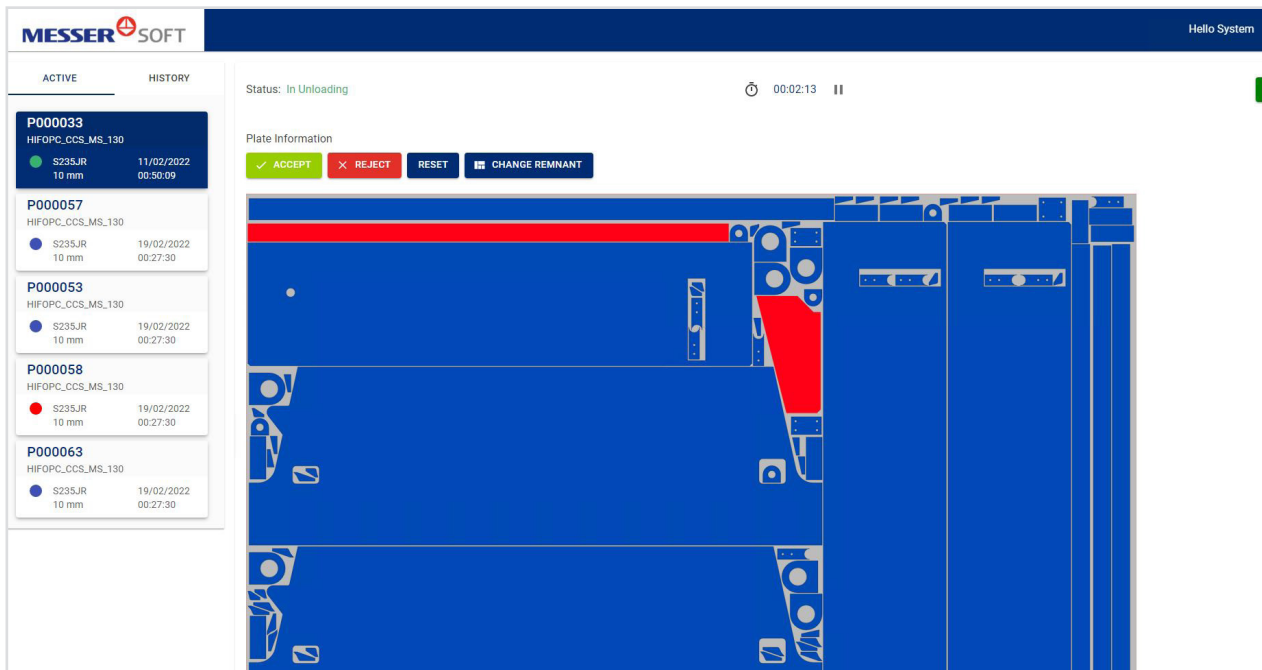 MESSER SOFT
Hello System
ACTIVE
HISTORY
Status: In Unloading
00:02:13
P000033
HIFOPC_CCS_MS_130
S235JR 11/02/2022
10 mm 00:50:09
P000057
HIFOPC_CCS_MS_130
S235JR 19/02/2022
10 mm 00:27:30
P000053
HIFOPC_CCS_MS_130
S235JR 19/02/2022
10 mm 00:27:30
P000058
HIFOPC_CCS_MS_130
S235JR 19/02/2022
10 mm 00:27:30
P000063
HIFOPC_CCS_MS_130
S235JR 19/02/2022
10 mm 00:27:30
Plate Information
ACCEPT
REJECT
RESET
CHANGE REMNANT